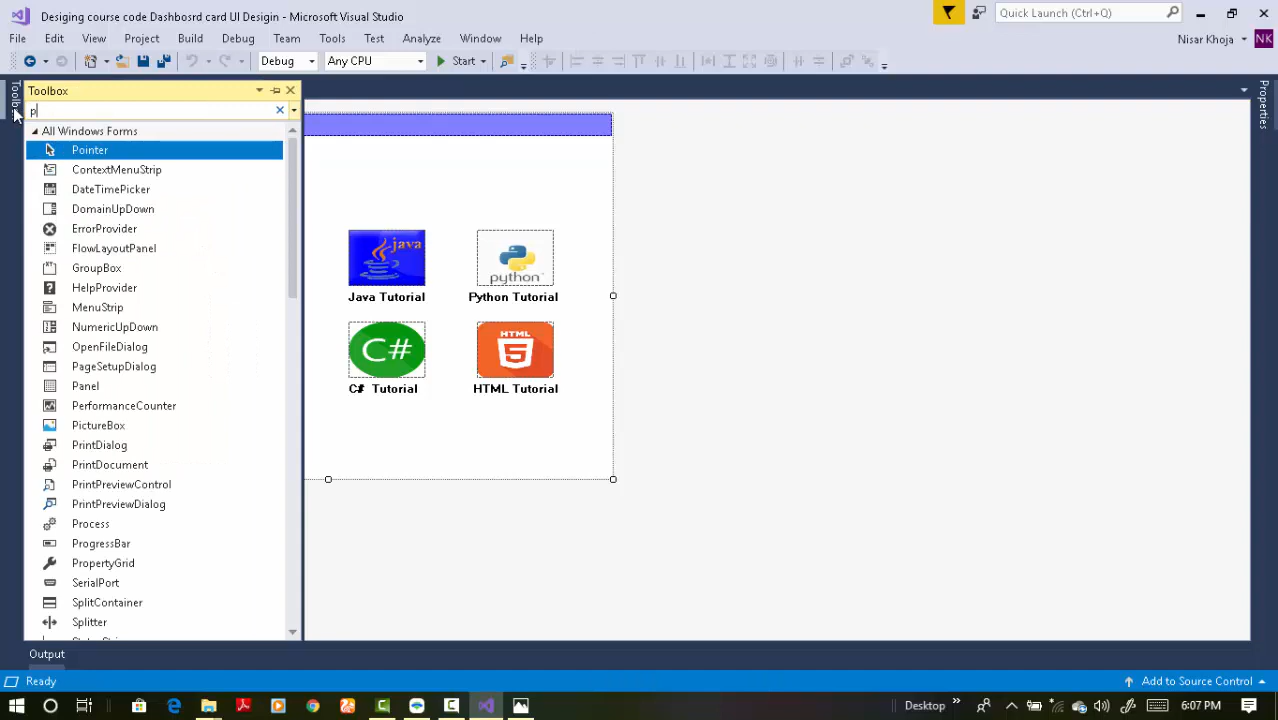 Desiging course code Dashbosrd card UI Desigin - Microsoft Visual Studio
Quick Launch (Ctrl+Q)
File Edit View Project Build Debug Team Tools Test Analyze Window Help
Nisar Khoja NK
Debug Any CPU Start
Toolbox
p
All Windows Forms
Pointer
ContextMenuStrip
DateTimePicker
DomainUpDown
ErrorProvider
FlowLayoutPanel
GroupBox
HelpProvider
MenuStrip
NumericUpDown
OpenFileDialog
PageSetupDialog
Panel
PerformanceCounter
PictureBox
PrintDialog
PrintDocument
PrintPreviewControl
PrintPreviewDialog
Process
ProgressBar
PropertyGrid
SerialPort
SplitContainer
Splitter
java
python
Java Tutorial Python Tutorial
C# HTML 5
C# Tutorial HTML Tutorial
Properties
Output
Ready
Add to Source Control
Desktop 6:07 PM